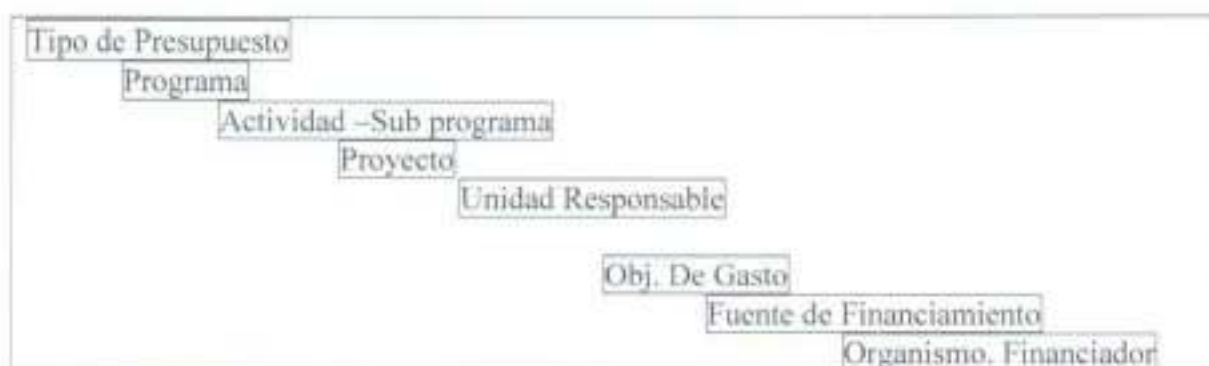 Tipo de Presupuesto
Programa
Actividad –Sub programa
Proyecto
Unidad Responsable
Obj. De Gasto
Fuente de Financiamiento
Organismo. Financiador